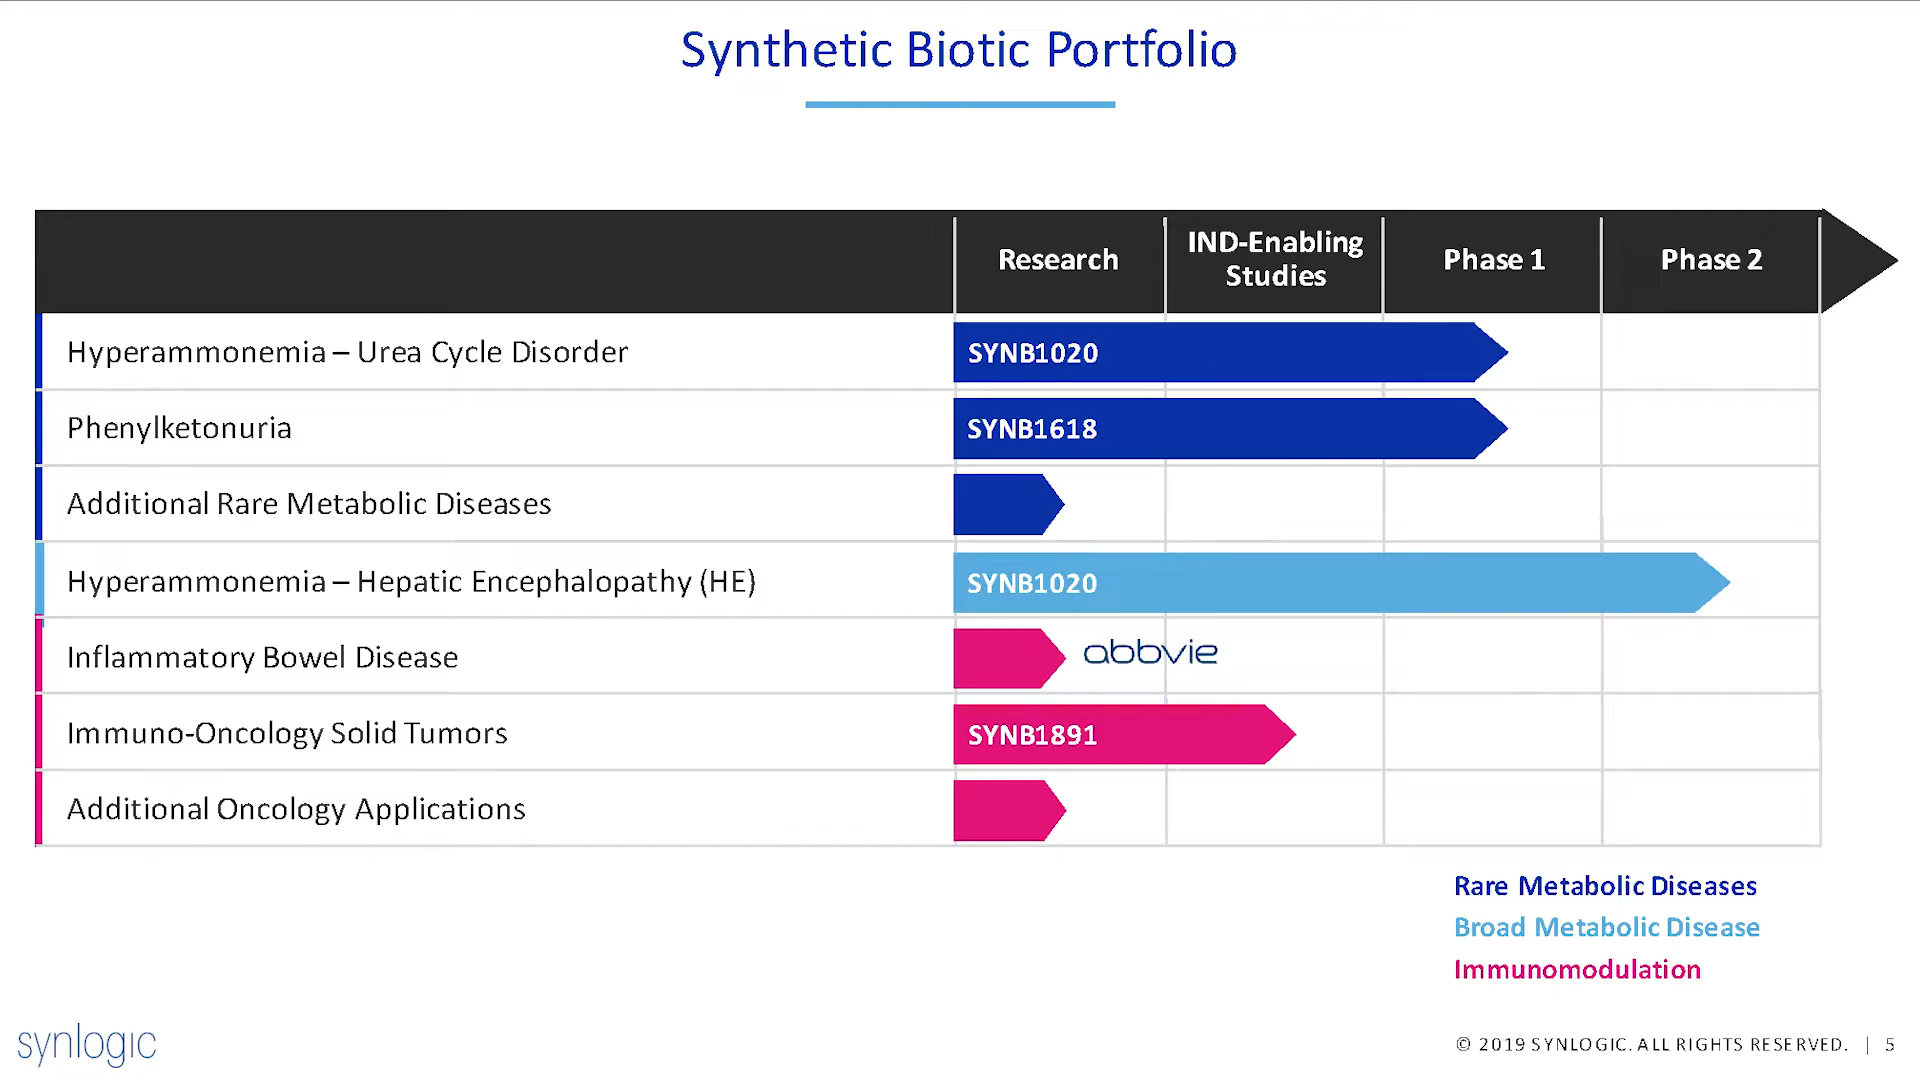 Synthetic Biotic Portfolio
Research
IND-Enabling
Studies
Phase 1
Phase 2
Hyperammonemia – Urea Cycle Disorder
SYNB1020
Phenylketonuria
SYNB1618
Additional Rare Metabolic Diseases
Hyperammonemia – Hepatic Encephalopathy (HE)
SYNB1020
Inflammatory Bowel Disease
abbvie
Immuno-Oncology Solid Tumors
SYNB1891
Additional Oncology Applications
Rare Metabolic Diseases
Broad Metabolic Disease
Immunomodulation
synlogic
© 2019 SYNLOGIC. ALL RIGHTS RESERVED. | 5